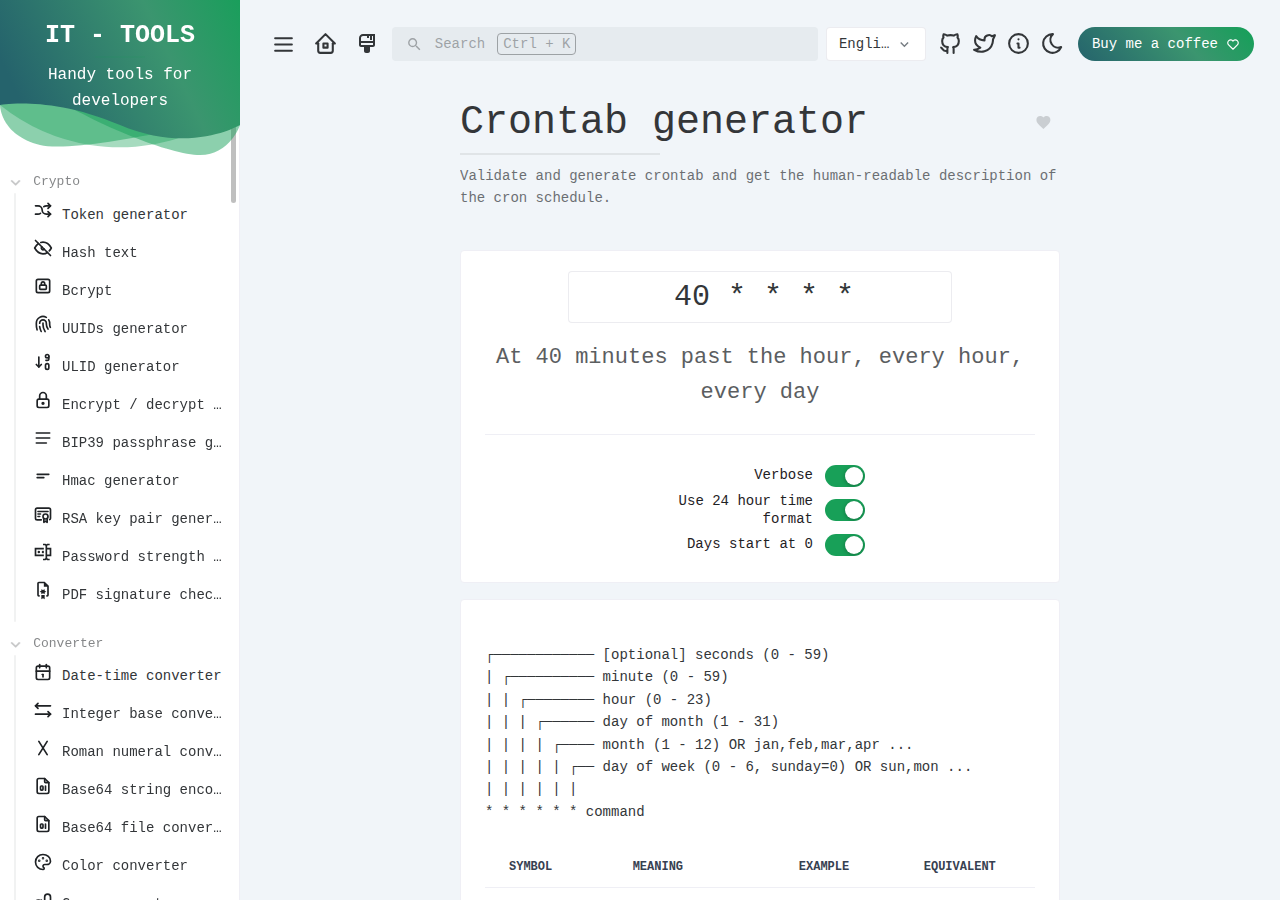 IT - TOOLS
Handy tools for
developers
Crypto
Token generator
Hash text
Bcrypt
UUIDs generator
ULID generator
Encrypt / decrypt …
BIP39 passphrase g…
Hmac generator
RSA key pair gener…
Password strength …
PDF signature chec…
Converter
Date-time converter
Integer base conve…
Roman numeral conv…
Base64 string enco…
Base64 file conver…
Color converter
Search Ctrl + K
Engli…
Buy me a coffee
Crontab generator
Validate and generate crontab and get the human-readable description of
the cron schedule.
40 * * * *
At 40 minutes past the hour, every hour,
every day
Verbose
Use 24 hour time
format
Days start at 0
┌──────────── [optional] seconds (0 - 59)
| ┌────────── minute (0 - 59)
| | ┌──────── hour (0 - 23)
| | | ┌────── day of month (1 - 31)
| | | | ┌──── month (1 - 12) OR jan,feb,mar,apr ...
| | | | | ┌── day of week (0 - 6, sunday=0) OR sun,mon ...
| | | | | |
* * * * * * command
SYMBOL MEANING EXAMPLE EQUIVALENT